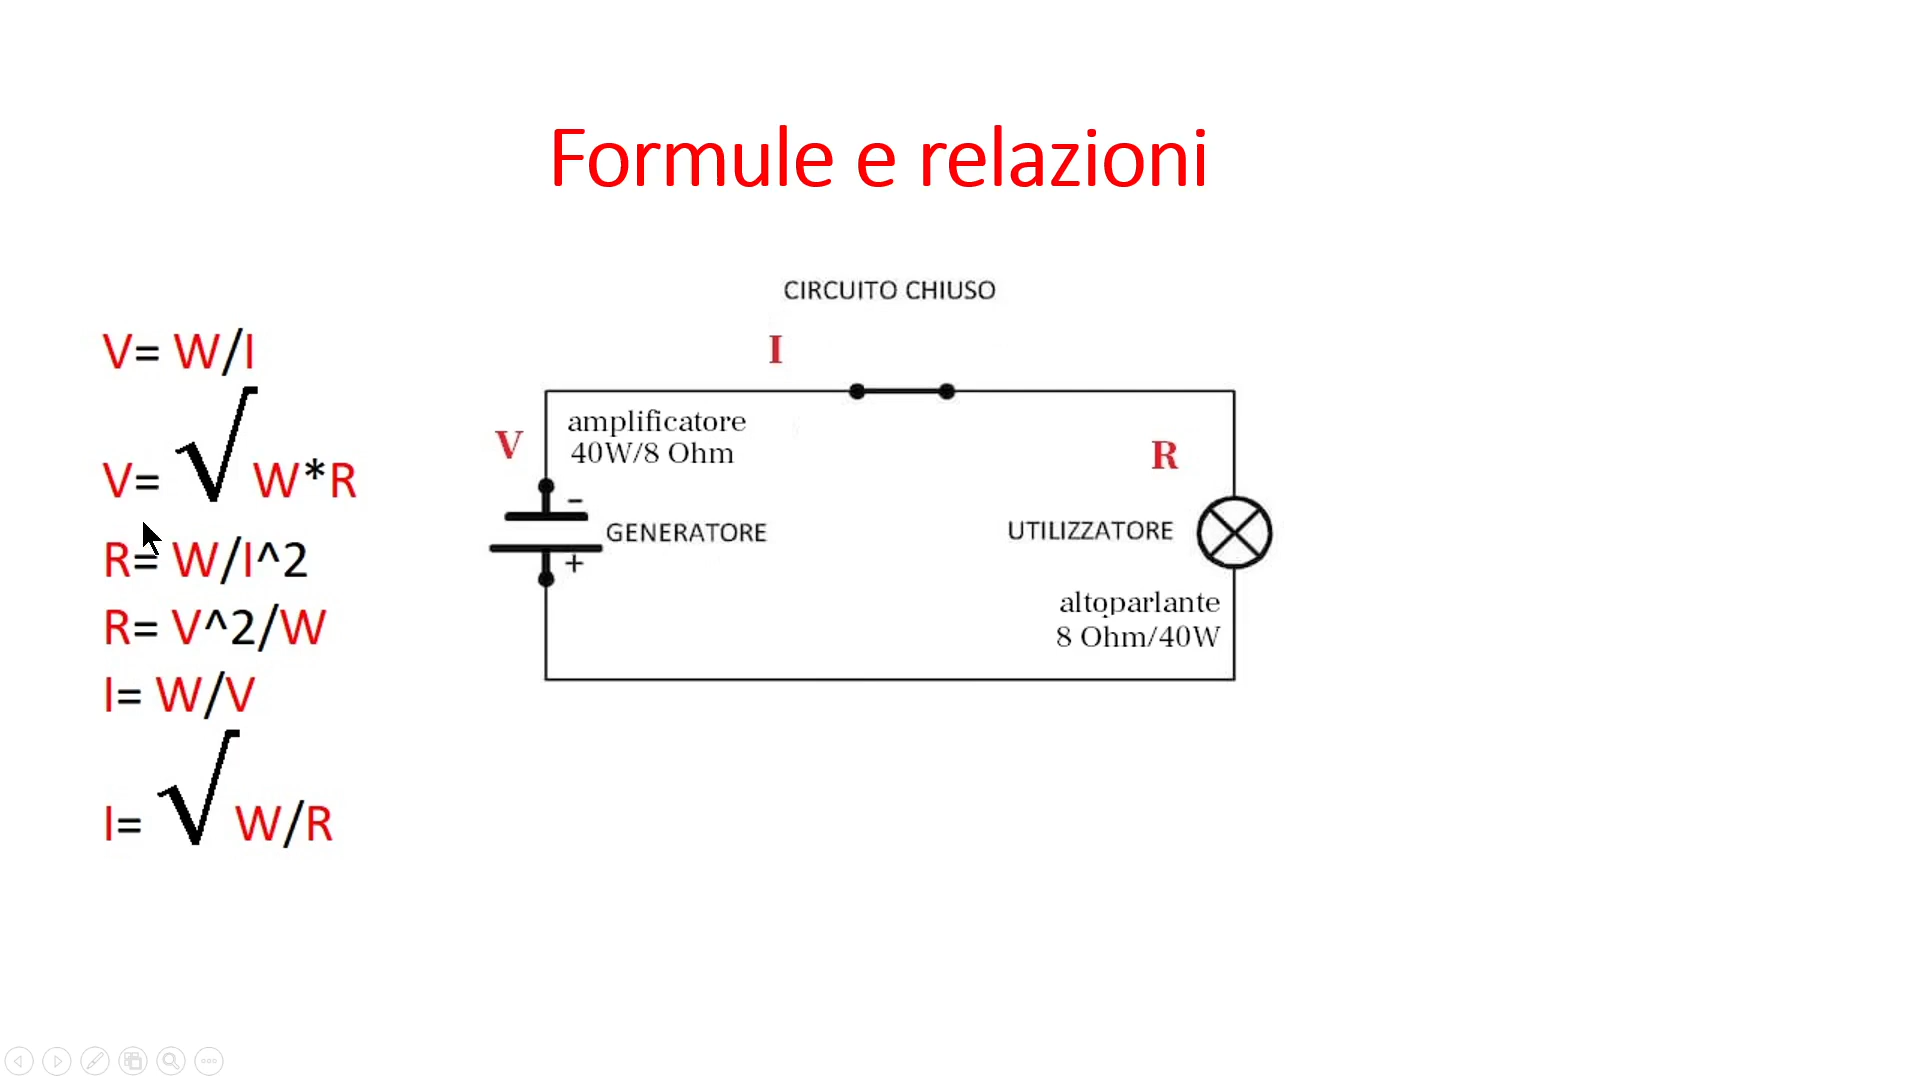 Formule e relazioni
V= W/I
V= √W*R
R= W/I^2
R= V^2/W
I= W/V
I= √W/R
CIRCUITO CHIUSO
I
V
amplificatore
40W/8 Ohm
R
-
GENERATORE
+
UTILIZZATORE
altoparlante
8 Ohm/40W